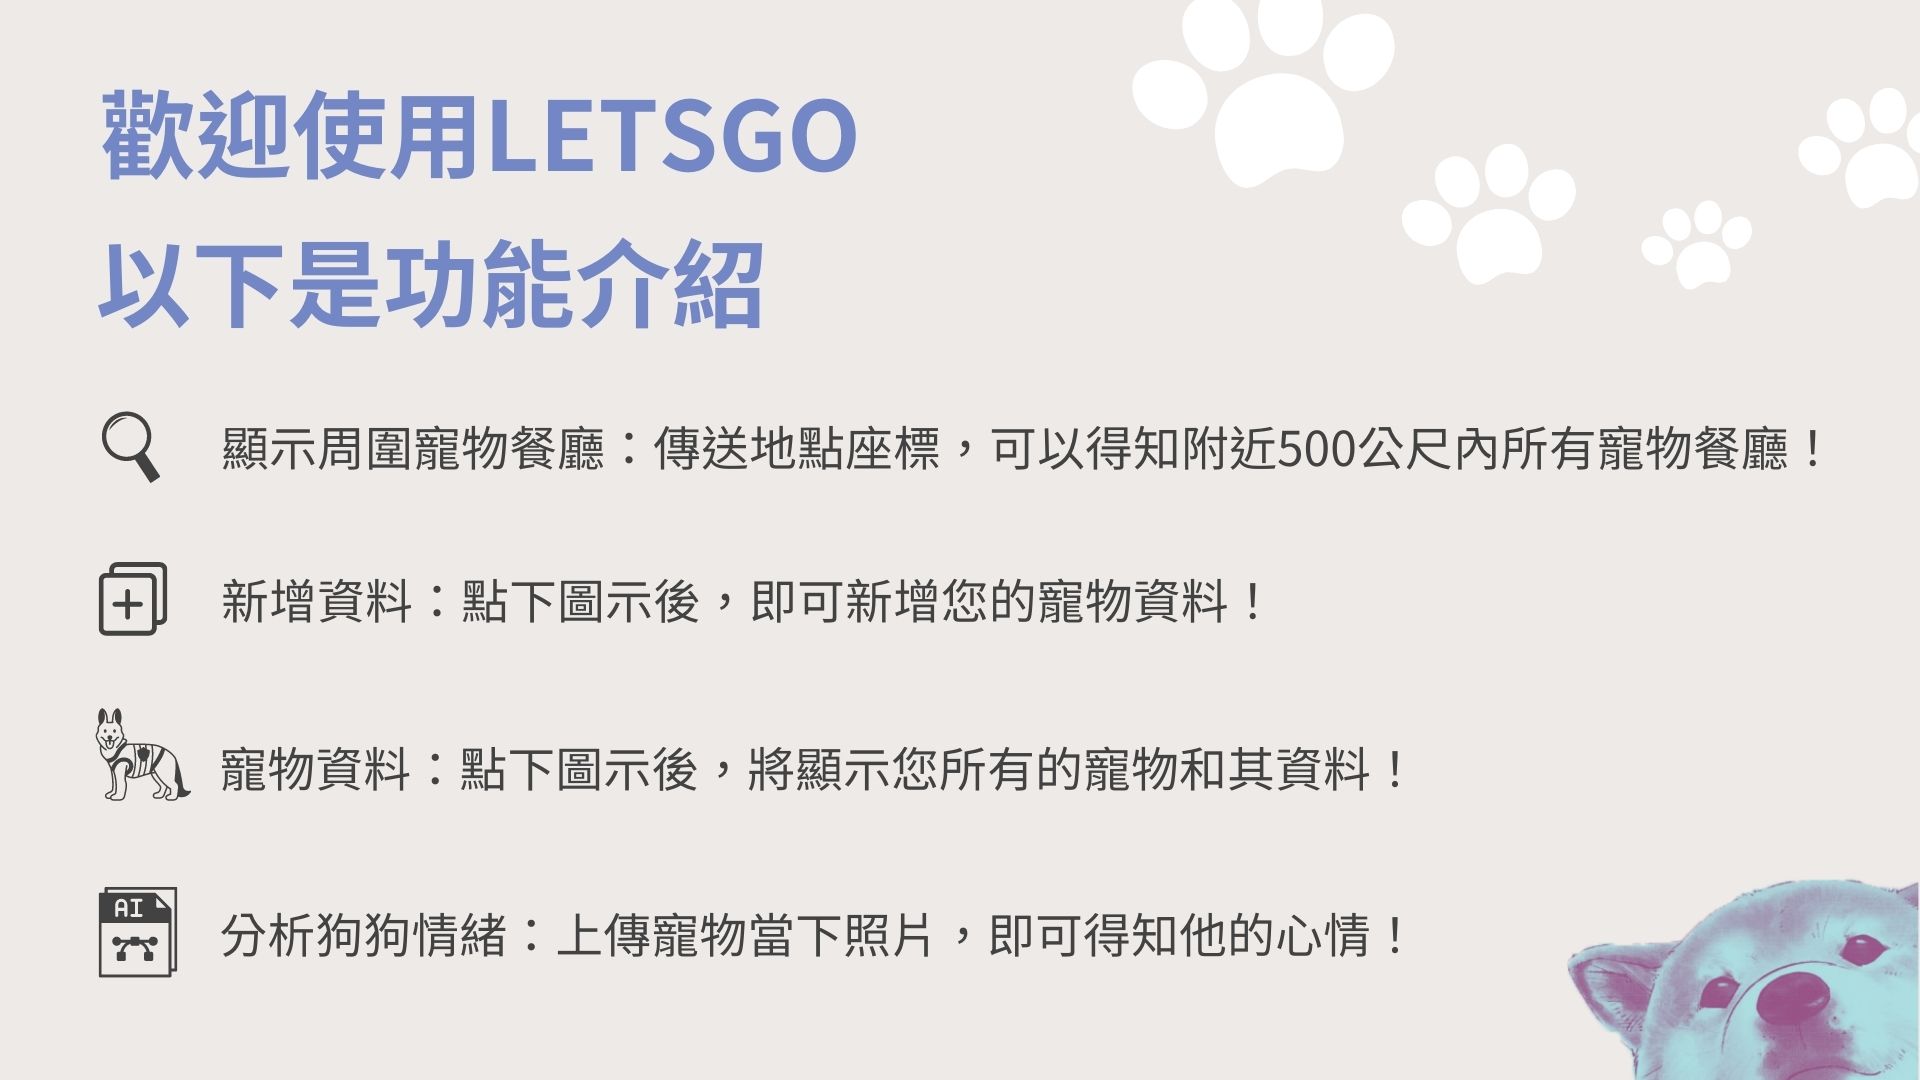 歡迎使用LETSGO
以下是功能介紹
顯示周圍寵物餐廳：傳送地點座標，可以得知附近500公尺內所有寵物餐廳！
新增資料：點下圖示後，即可新增您的寵物資料！
寵物資料：點下圖示後，將顯示您所有的寵物和其資料！
AI
分析狗狗情緒：上傳寵物當下照片，即可得知他的心情！